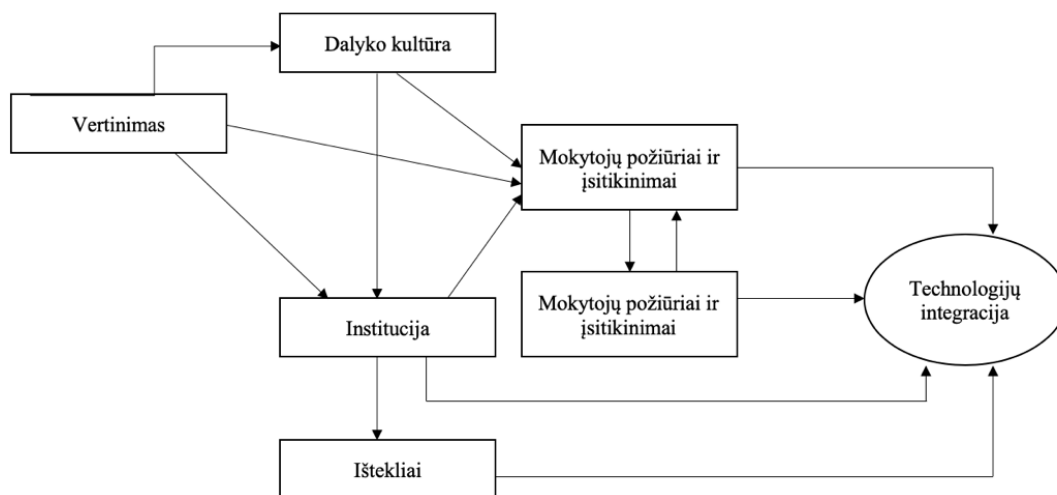 Dalyko kultūra
Vertinimas
Mokytojų požiūriai ir
įsitikinimai
Mokytojų požiūriai ir
įsitikinimai
Technologijų
integracija
Institucija
Ištekliai